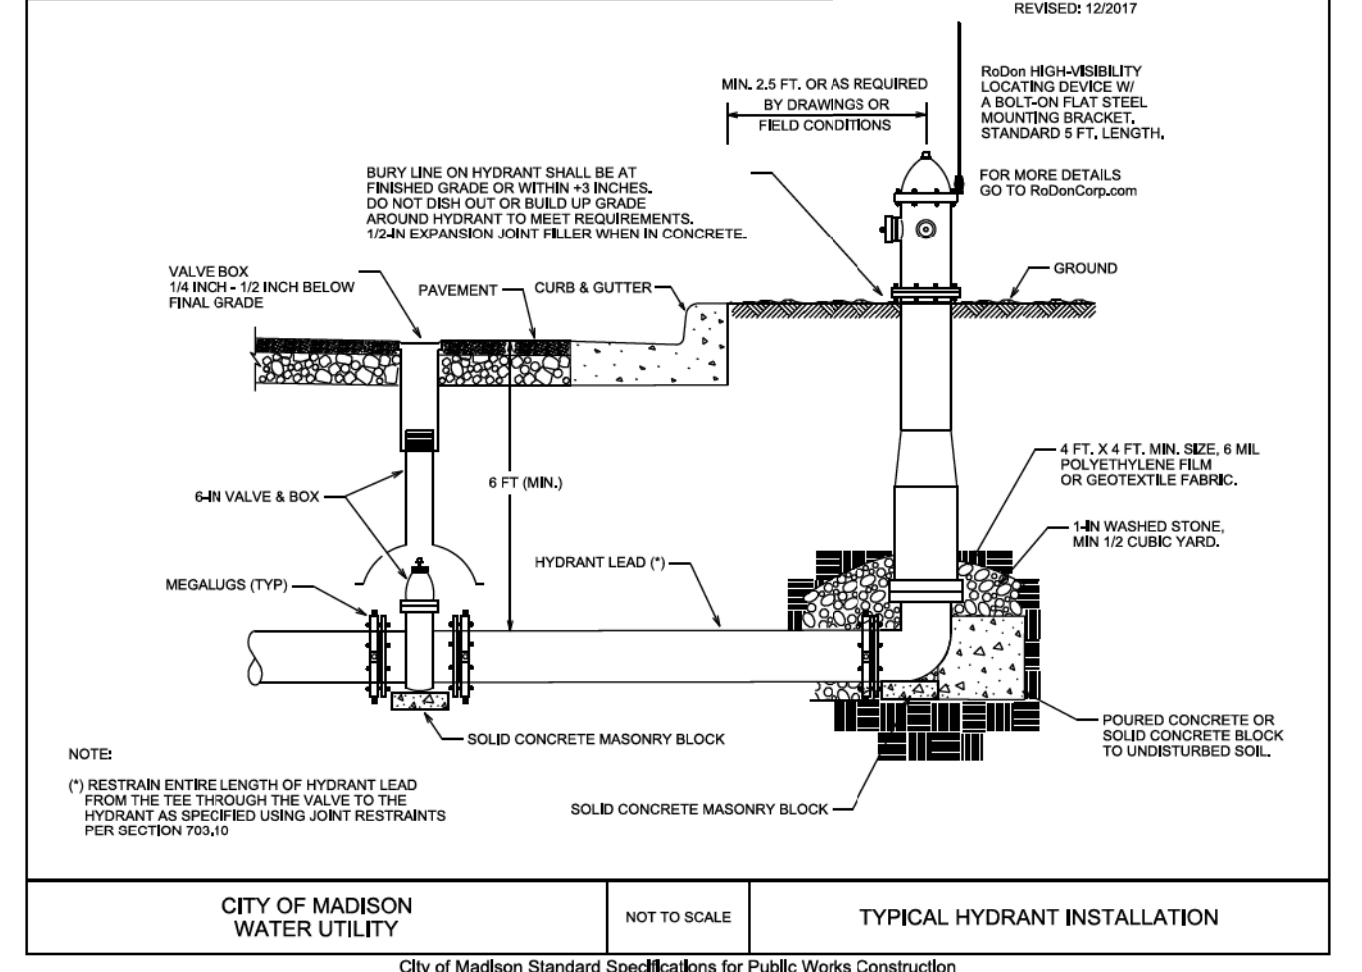 REVISED: 12/2017
MIN. 2.5 FT. OR AS REQUIRED
BY DRAWINGS OR
FIELD CONDITIONS
RoDon HIGH-VISIBILITY
LOCATING DEVICE W/
A BOLT-ON FLAT STEEL
MOUNTING BRACKET.
STANDARD 5 FT. LENGTH.
FOR MORE DETAILS
GO TO RoDonCorp.com
BURY LINE ON HYDRANT SHALL BE AT
FINISHED GRADE OR WITHIN +3 INCHES.
DO NOT DISH OUT OR BUILD UP GRADE
AROUND HYDRANT TO MEET REQUIREMENTS.
1/2-IN EXPANSION JOINT FILLER WHEN IN CONCRETE.
VALVE BOX
1/4 INCH - 1/2 INCH BELOW
FINAL GRADE
PAVEMENT
CURB & GUTTER
GROUND
4 FT. X 4 FT. MIN. SIZE, 6 MIL
POLYETHYLENE FILM
OR GEOTEXTILE FABRIC.
6-IN VALVE & BOX
6 FT (MIN.)
1-IN WASHED STONE,
MIN 1/2 CUBIC YARD.
HYDRANT LEAD (*)
MEGALUGS (TYP)
POURED CONCRETE OR
SOLID CONCRETE BLOCK
TO UNDISTURBED SOIL.
SOLID CONCRETE MASONRY BLOCK
SOLID CONCRETE MASONRY BLOCK
NOTE:
(*) RESTRAIN ENTIRE LENGTH OF HYDRANT LEAD
FROM THE TEE THROUGH THE VALVE TO THE
HYDRANT AS SPECIFIED USING JOINT RESTRAINTS
PER SECTION 703.10
CITY OF MADISON
WATER UTILITY
NOT TO SCALE
TYPICAL HYDRANT INSTALLATION
City of Madison Standard Specifications for Public Works Construction